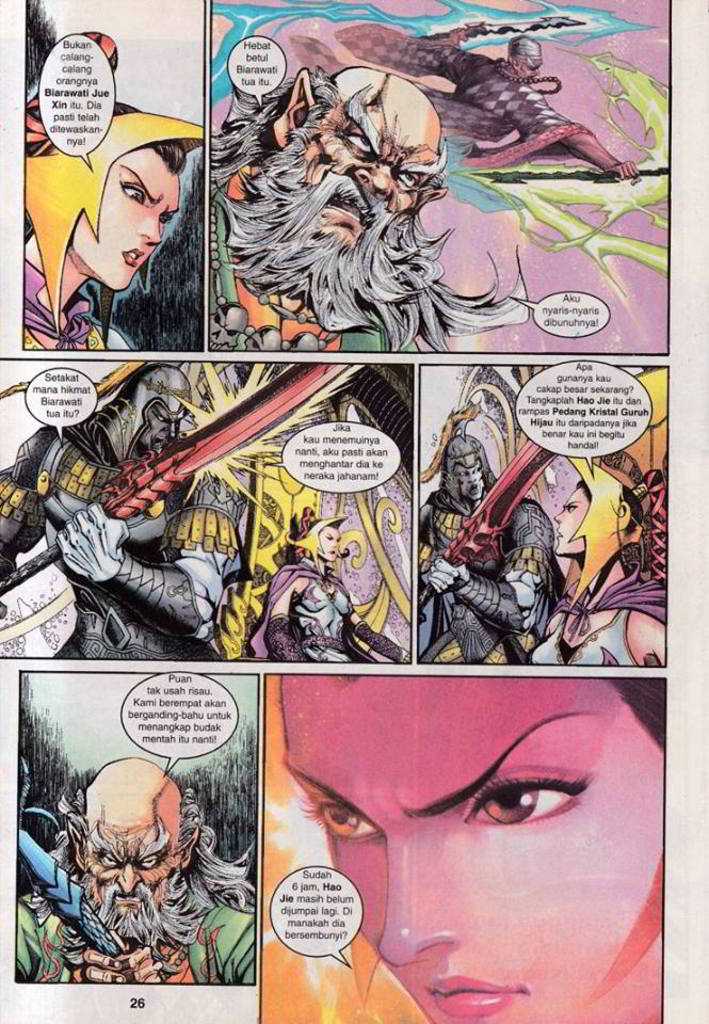 Bukan
calang-
calang
orangnya
Biarawati Jue
Xin itu. Dia
pasti telah
ditewaskan-
nya!
Hebat
betul
Biarawati
tua itu.
Aku
nyaris-nyaris
dibunuhnya!
Setakat
mana hikmat
Biarawati
tua itu?
Jika
kau menemuinya
nanti, aku pasti akan
menghantar dia ke
neraka jahanam!
Apa
gunanya kau
cakap besar sekarang?
Tangkaplah Hao Jie itu dan
rampas Pedang Kristal Guruh
Hijau itu daripadanya jika
benar kau ini begitu
handal!
Puan
tak usah risau.
Kami berempat akan
berganding-bahu untuk
menangkap budak
mentah itu nanti!
Sudah
6 jam, Hao
Jie masih belum
dijumpai lagi. Di
manakah dia
bersembunyi?
26